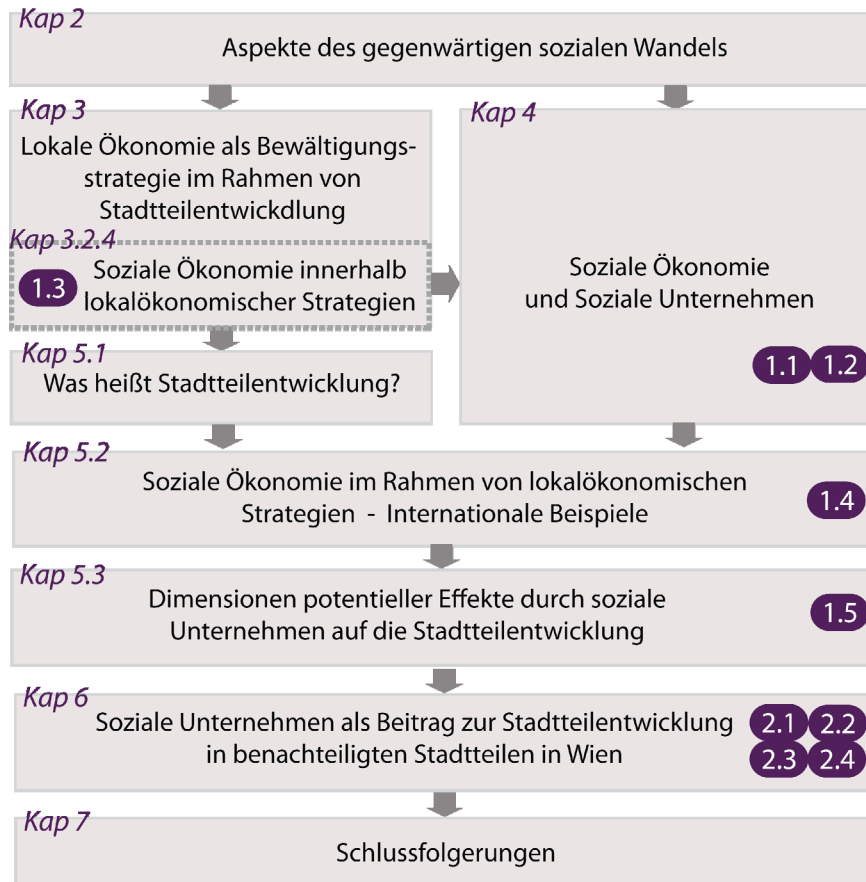 Kap 2
Aspekte des gegenwärtigen sozialen Wandels
Kap 3
Lokale Ökonomie als Bewältigungs-
strategie im Rahmen von
Stadtteilentwickdlung
Kap 3.2.4
1.3
Soziale Ökonomie innerhalb
lokalökonomischer Strategien
Kap 4
Soziale Ökonomie
und Soziale Unternehmen
1.1 1.2
Kap 5.1
Was heißt Stadtteilentwicklung?
Kap 5.2
Soziale Ökonomie im Rahmen von lokalökonomischen
Strategien - Internationale Beispiele
1.4
Kap 5.3
Dimensionen potentieller Effekte durch soziale
Unternehmen auf die Stadtteilentwicklung
1.5
Kap 6
Soziale Unternehmen als Beitrag zur Stadtteilentwicklung
in benachteiligten Stadtteilen in Wien
2.1 2.2
2.3 2.4
Kap 7
Schlussfolgerungen